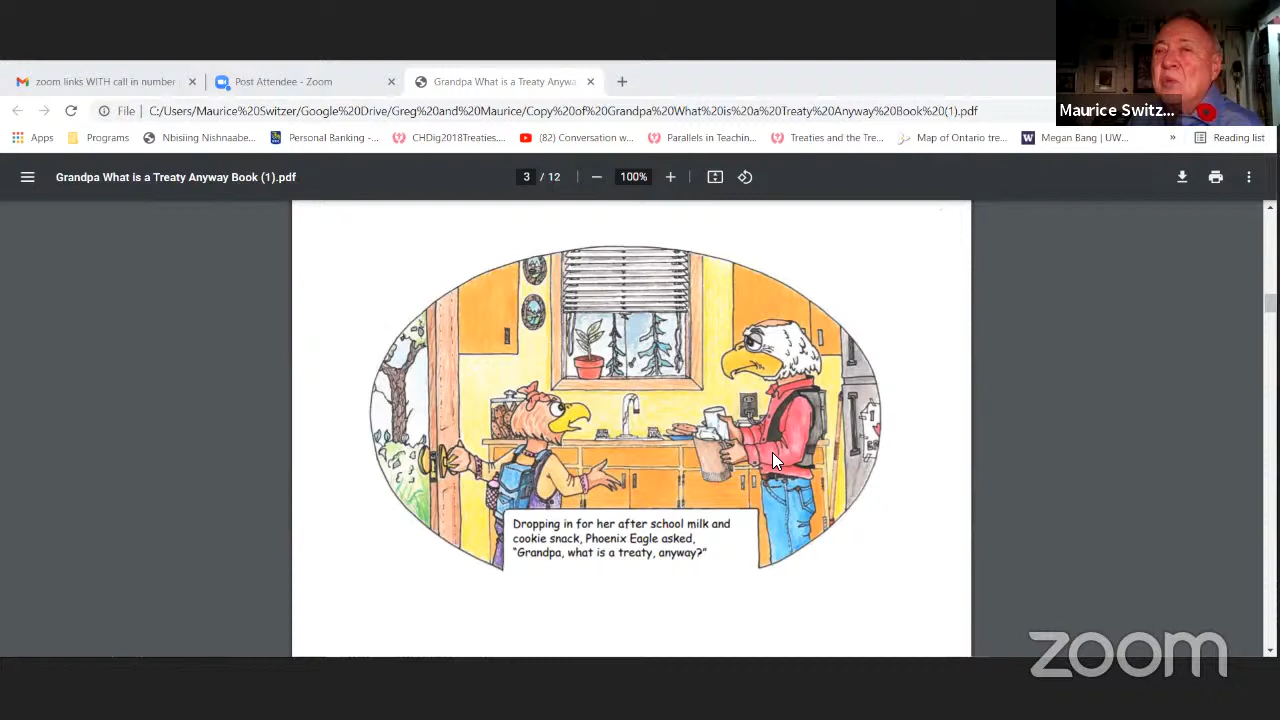 zoom links WITH call in number
Post Attendee - Zoom
Grandpa What is a Treaty Anywa
File
C:/Users/Maurice%20Switzer/Google%20Drive/Greg%20and%20Maurice/Copy%20of%20Grandpa%20What%20is%20a%20Treaty%20Anyway%20Book%20(1).pdf
Maurice Switz...
Apps
Programs
Nbisiing Nishnaabe...
Personal Banking -...
CHDig2018Treaties....
(82) Conversation w...
Parallels in Teachin...
Treaties and the Tre...
Map of Ontario tre...
W
Megan Bang | UW...
»
Reading list
Grandpa What is a Treaty Anyway Book (1).pdf
3 / 12
100%
Dropping in for her after school milk and
cookie snack, Phoenix Eagle asked,
“Grandpa, what is a treaty, anyway?”
zoom